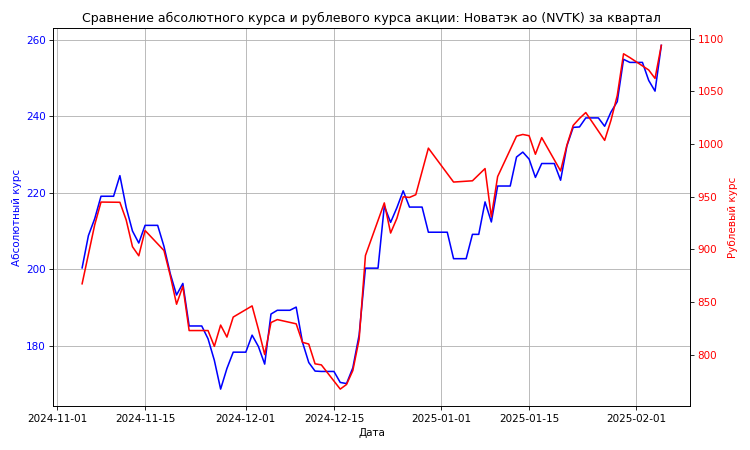 Сравнение абсолютного курса и рублевого курса акции: Новатэк ао (NVTK) за квартал
260
240
220
200
180
Абсолютный курс
1100
1050
1000
950
900
850
800
Рублевый курс
2024-11-01 2024-11-15 2024-12-01 2024-12-15 2025-01-01 2025-01-15 2025-02-01
Дата